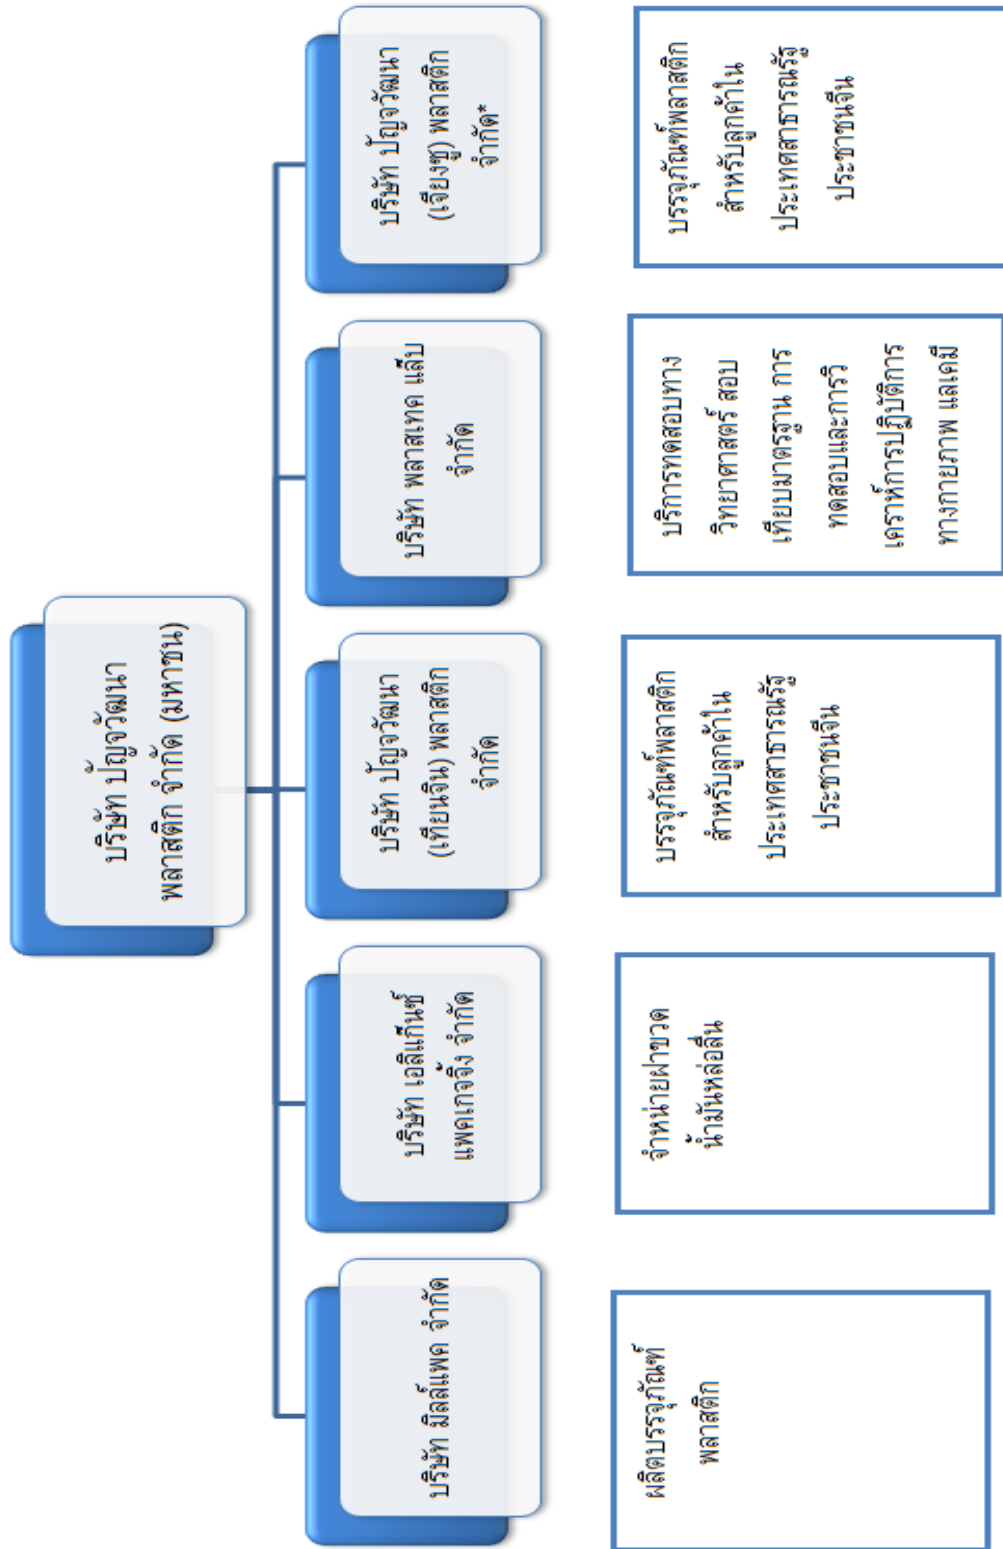 บริษัท ปัญจวัฒนา
พลาสติก จำกัด (มหาชน)
บริษัท มิลล์แพค จำกัด
บริษัท เอลิแก๊นซ์
แพคเกจจิ้ง จำกัด
บริษัท ปัญจวัฒนา
(เทียนจิน) พลาสติก
จำกัด
บริษัท พลาสเทค แล็บ
จำกัด
บริษัท ปัญจวัฒนา
(เจียงซู) พลาสติก
จำกัด*
ผลิตบรรจุภัณฑ์
พลาสติก
จำหน่ายฝาขวด
น้ำมันหล่อลื่น
บรรจุภัณฑ์พลาสติก
สำหรับลูกค้าใน
ประเทศสาธารณรัฐ
ประชาชนจีน
บริการทดสอบทาง
วิทยาศาสตร์ สอบ
เทียบมาตรฐาน การ
ทดสอบและการวิ
เคราห์การปฏิบัติการ
ทางกายภาพ แลเคมี
บรรจุภัณฑ์พลาสติก
สำหรับลูกค้าใน
ประเทศสาธารณรัฐ
ประชาชนจีน